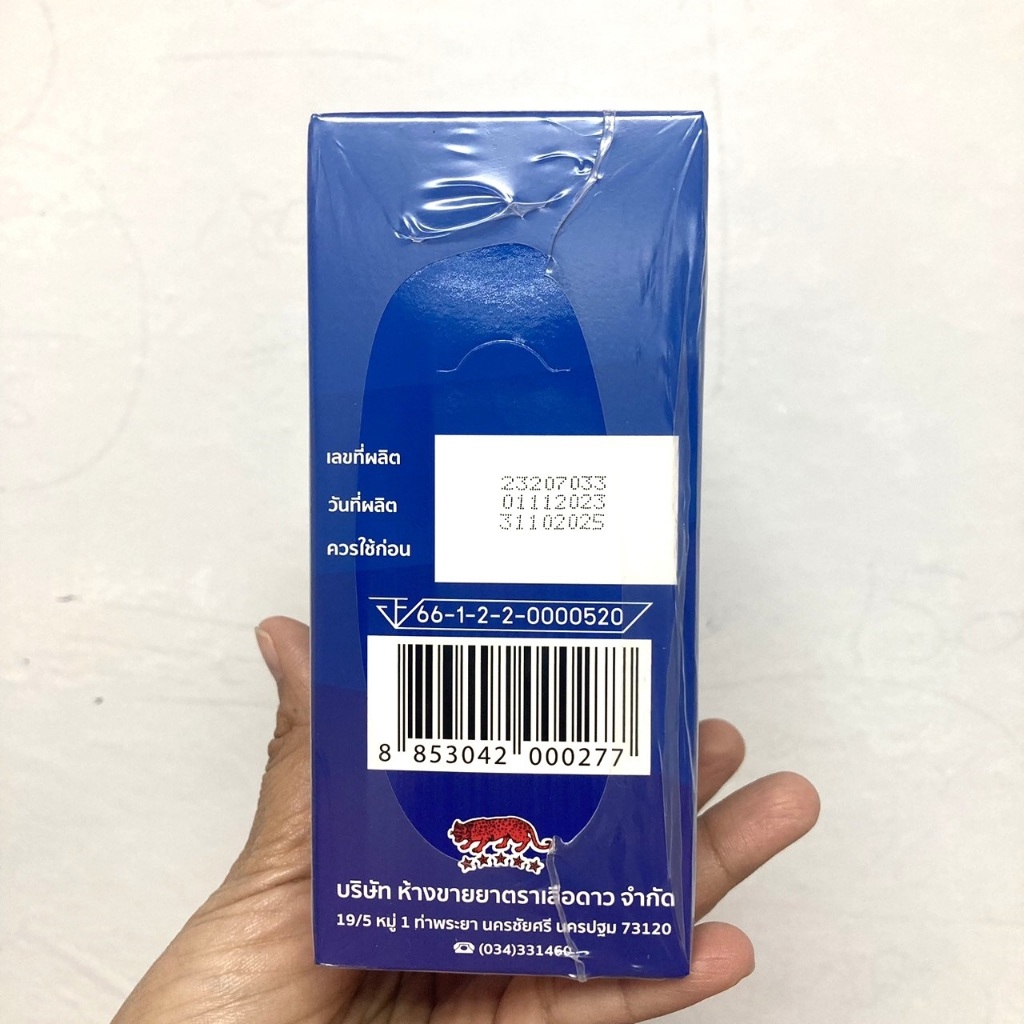 เลขที่ผลิต 23207033
วันที่ผลิต 01112023
ควรใช้ก่อน 31102025
66-1-2-2-0000520
8 853042 000277
บริษัท ห้างขายยาตราเสือดาว จำกัด
19/5 หมู่ 1 ท่าพระยา นครชัยศรี นครปฐม 73120
(034)331460